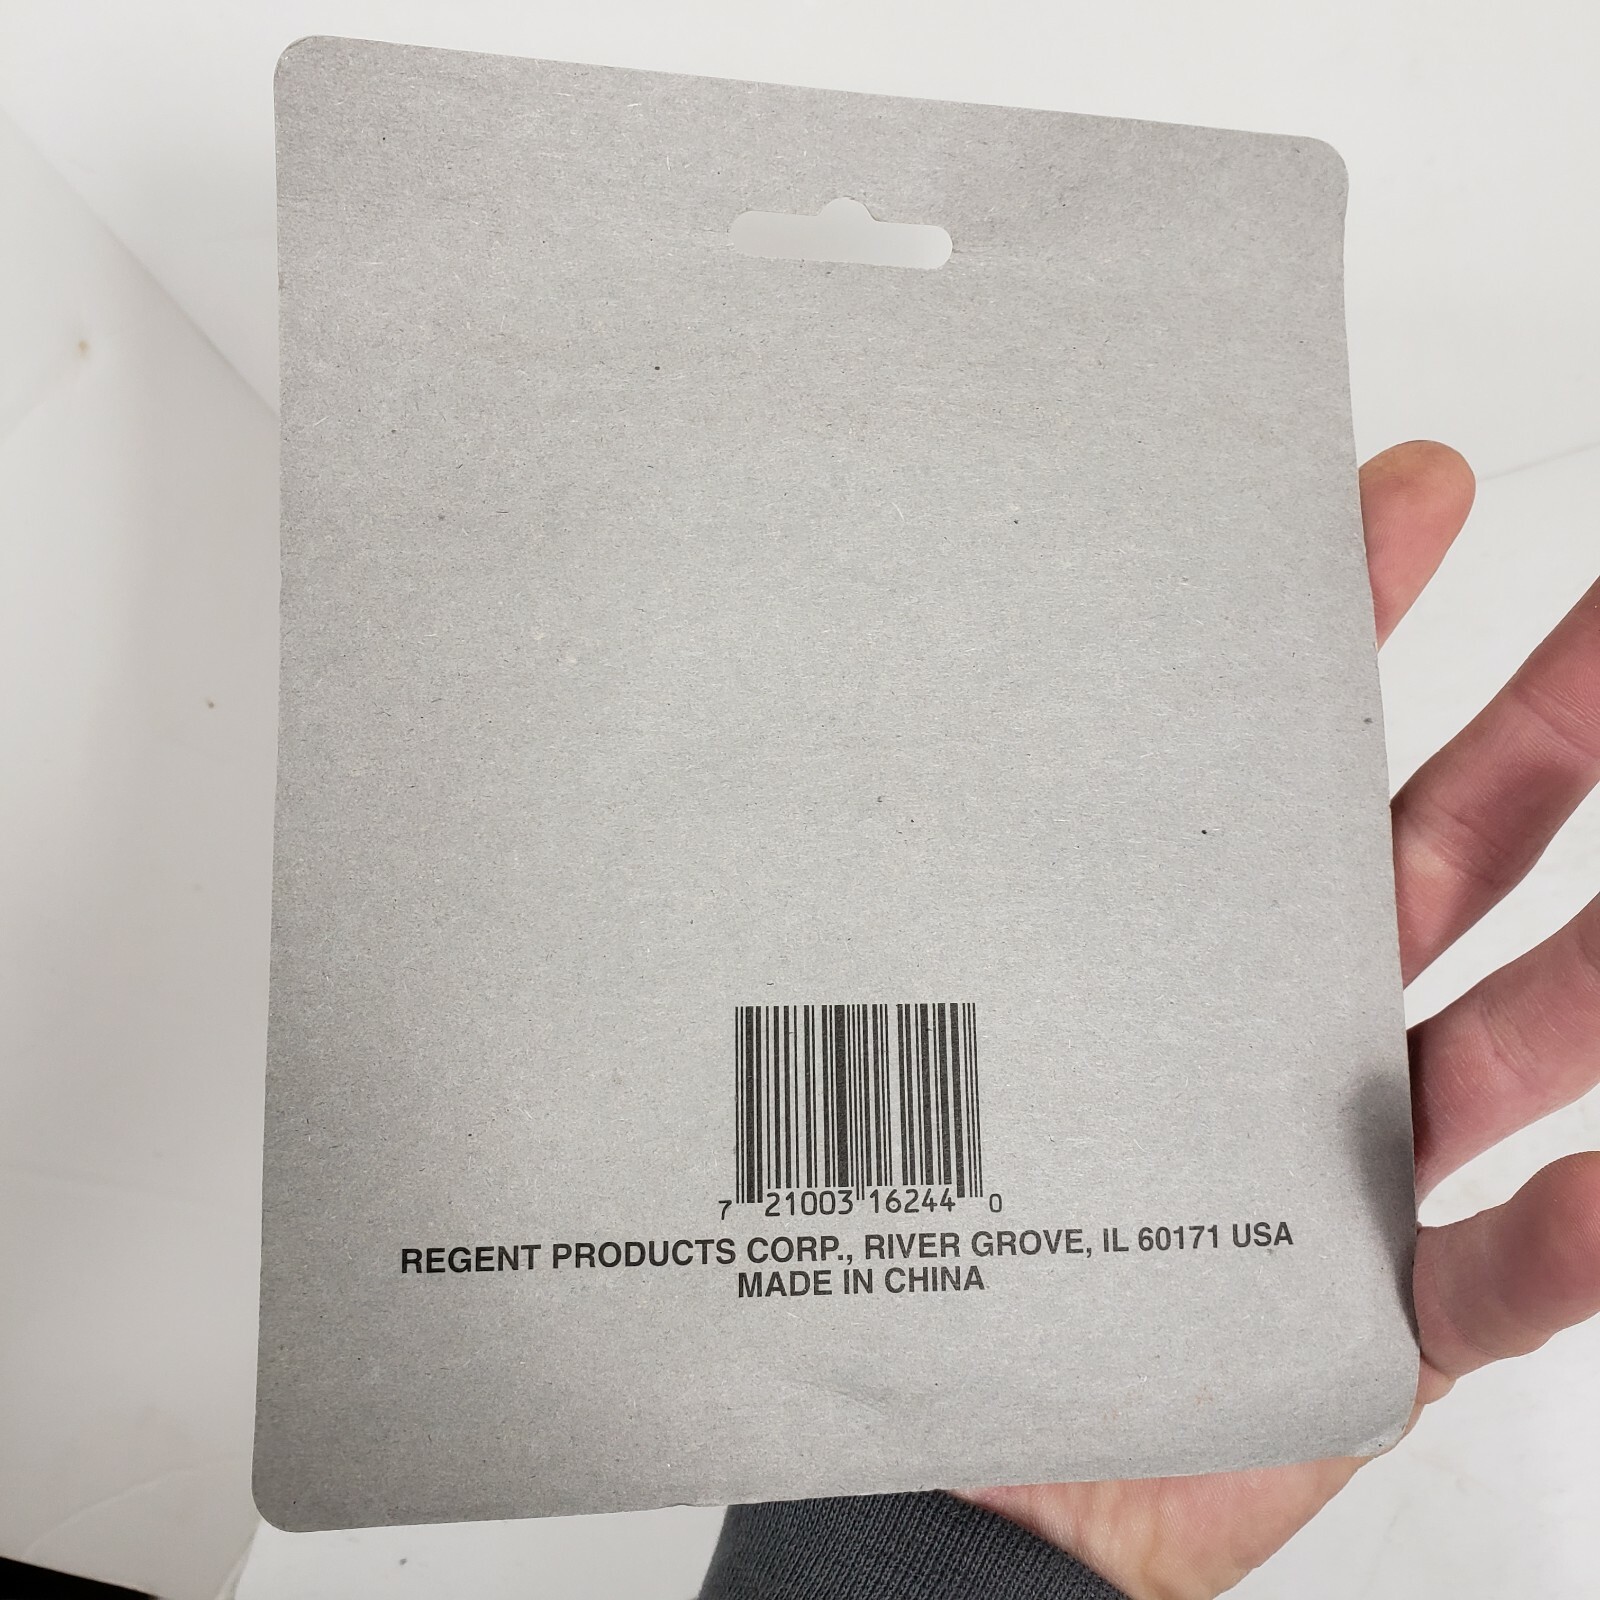 7 21003 16244 0
REGENT PRODUCTS CORP., RIVER GROVE, IL 60171 USA
MADE IN CHINA